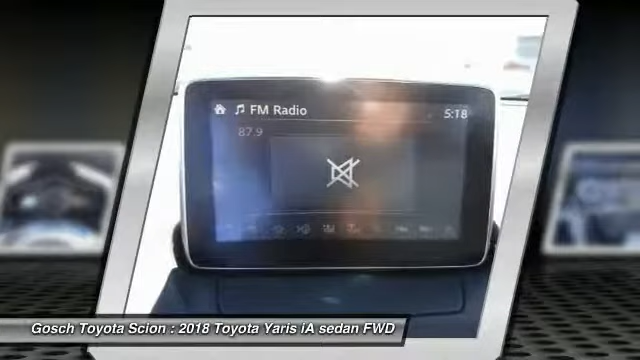 FM Radio
5:18
87.9
Gosch Toyota Scion : 2018 Toyota Yaris iA sedan FWD